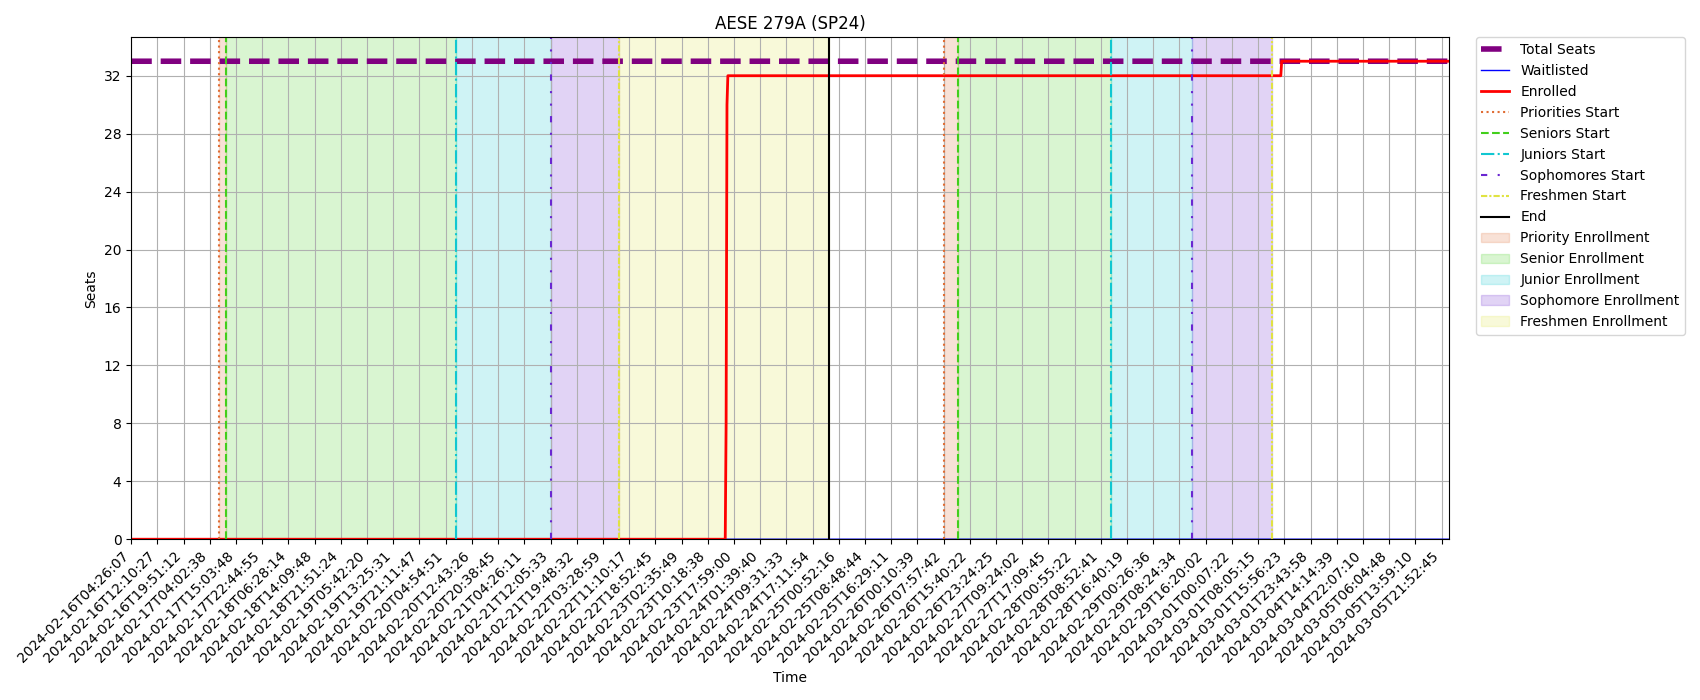 AESE 279A (SP24)
Seats
32
28
24
20
16
12
8
4
0
2024-02-16T04:26:07
2024-02-16T12:10:27
2024-02-16T19:51:12
2024-02-17T04:02:38
2024-02-17T15:03:48
2024-02-17T22:44:55
2024-02-18T06:28:14
2024-02-18T14:09:48
2024-02-18T21:51:24
2024-02-19T05:42:20
2024-02-19T13:25:31
2024-02-19T21:11:47
2024-02-20T04:54:51
2024-02-20T12:43:26
2024-02-20T20:38:45
2024-02-21T04:26:11
2024-02-21T12:05:33
2024-02-21T19:48:32
2024-02-22T03:28:59
2024-02-22T11:10:17
2024-02-22T18:52:45
2024-02-23T02:35:49
2024-02-23T10:18:38
2024-02-23T17:59:00
2024-02-24T01:39:40
2024-02-24T09:31:33
2024-02-24T17:11:54
2024-02-25T00:52:16
2024-02-25T08:48:44
2024-02-25T16:29:11
2024-02-26T00:10:39
2024-02-26T07:57:42
2024-02-26T15:40:22
2024-02-26T23:24:25
2024-02-27T09:24:02
2024-02-27T17:09:45
2024-02-28T00:55:22
2024-02-28T08:52:41
2024-02-28T16:40:19
2024-02-29T00:26:36
2024-02-29T08:24:34
2024-02-29T16:20:02
2024-03-01T00:07:22
2024-03-01T08:05:15
2024-03-01T15:56:23
2024-03-01T23:43:58
2024-03-04T14:14:39
2024-03-04T22:07:10
2024-03-05T06:04:48
2024-03-05T13:59:10
2024-03-05T21:52:45
Time
Total Seats
Waitlisted
Enrolled
Priorities Start
Seniors Start
Juniors Start
Sophomores Start
Freshmen Start
End
Priority Enrollment
Senior Enrollment
Junior Enrollment
Sophomore Enrollment
Freshmen Enrollment